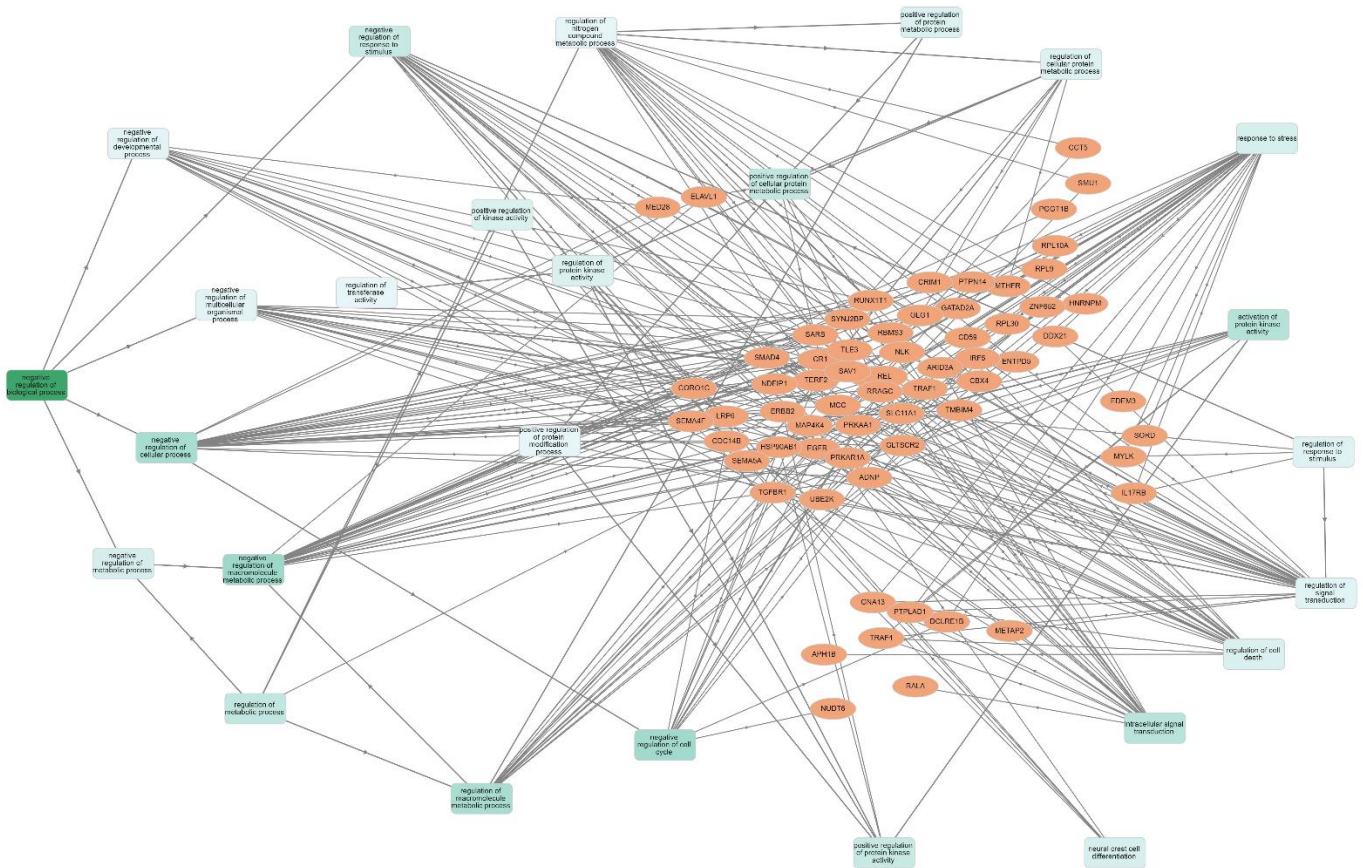 regulation of
nitrogen
compound
metabolic process
positive regulation
of protein
metabolic process
negative
regulation of
response to
stimulus
regulation of
cellular protein
metabolic process
negative
regulation of
developmental
process
response to stress
CCT5
positive regulation
of cellular protein
metabolic process
SMU1
ELAVL1
MED28
positive regulation
of kinase activity
RPL10A
regulation of
protein kinase
activity
RPL9
regulation of
transferase
activity
CRIM1
PTPN14
MTHFR
negative
regulation of
multicellular
organismal
process
RUNX1T1
GLG1
GATAD2A
HNRNPM
SYNJ2BP
RPL30
activation of
protein kinase
activity
RBMS3
CD59
DDX21
TLE3
NLK
SMAD4
CR1
ARID3A
IRF5
ENTPD5
SAV1
REL
negative
regulation of
biological process
CORO1C
NDFIP1
TERF2
RRAGC
TRAF1
CBX4
EDEM3
ERBB2
MCC
SLC11A1
TMBIM4
LRP6
SEMA4F
MAP4K4
PRKAA1
negative
regulation of
cellular process
positive regulation
of protein
modification
process
CDC14B
HSP90AB1
EGFR
GLTSCR2
regulation of
response to
stimulus
SEMA5A
PRKAR1A
MYLK
ADNP
TGFBR1
UBE2K
IL17RB
negative
regulation of
metabolic process
negative
regulation of
macromolecule
metabolic process
regulation of
signal
transduction
PTPLAD1
DCLRE1B
METAP2
TRAF1
APH1B
regulation of cell
death
RALA
regulation of
metabolic process
NUDT6
intracellular signal
transduction
negative
regulation of cell
cycle
regulation of
macromolecule
metabolic process
positive regulation
of protein kinase
activity
neural crest cell
differentiation